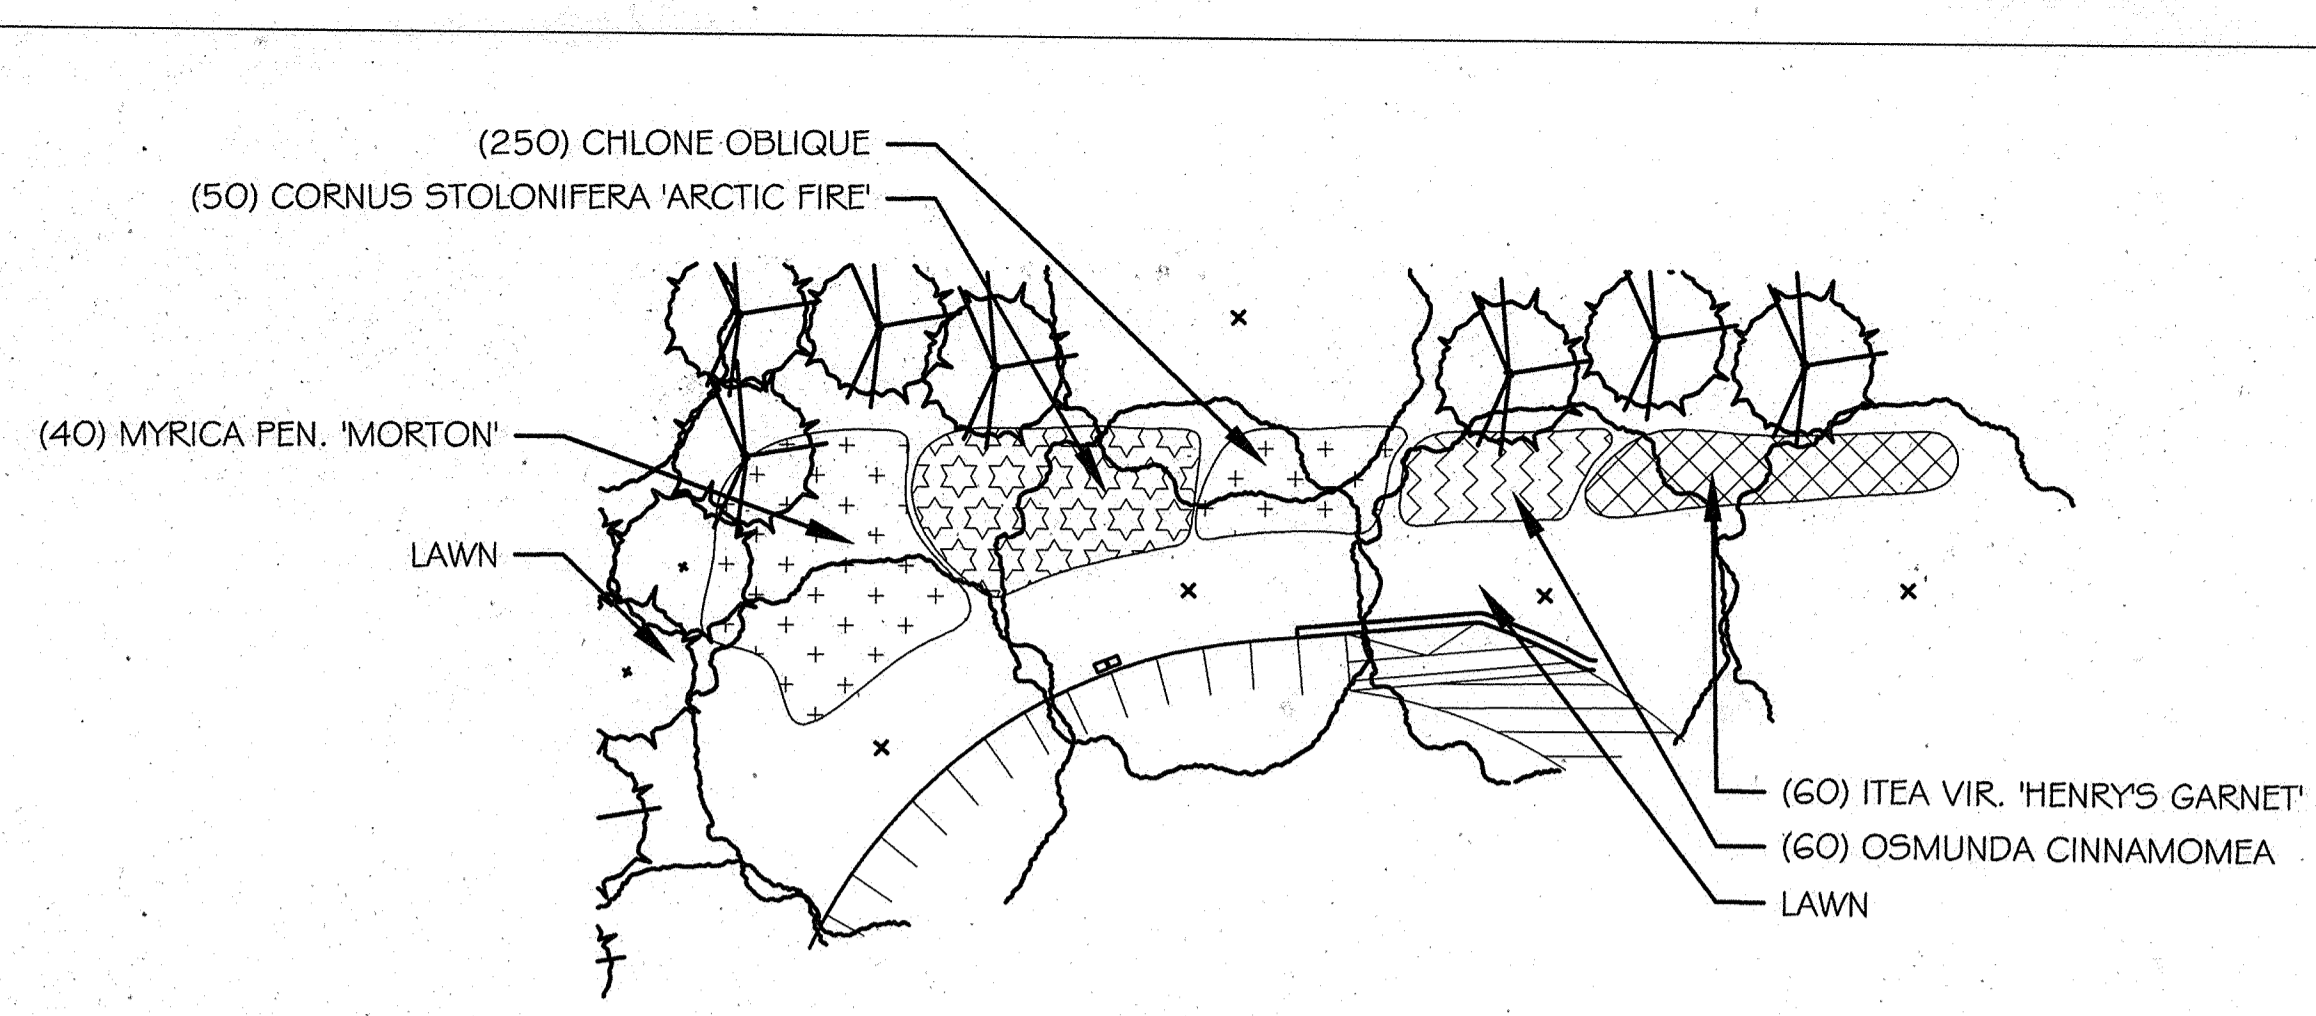 (250) CHLONE OBLIQUE
(50) CORNUS STOLONIFERA 'ARCTIC FIRE'
(40) MYRICA PEN. 'MORTON'
LAWN
(60) ITEA VIR. 'HENRY'S GARNET'
(60) OSMUNDA CINNAMOMEA
LAWN